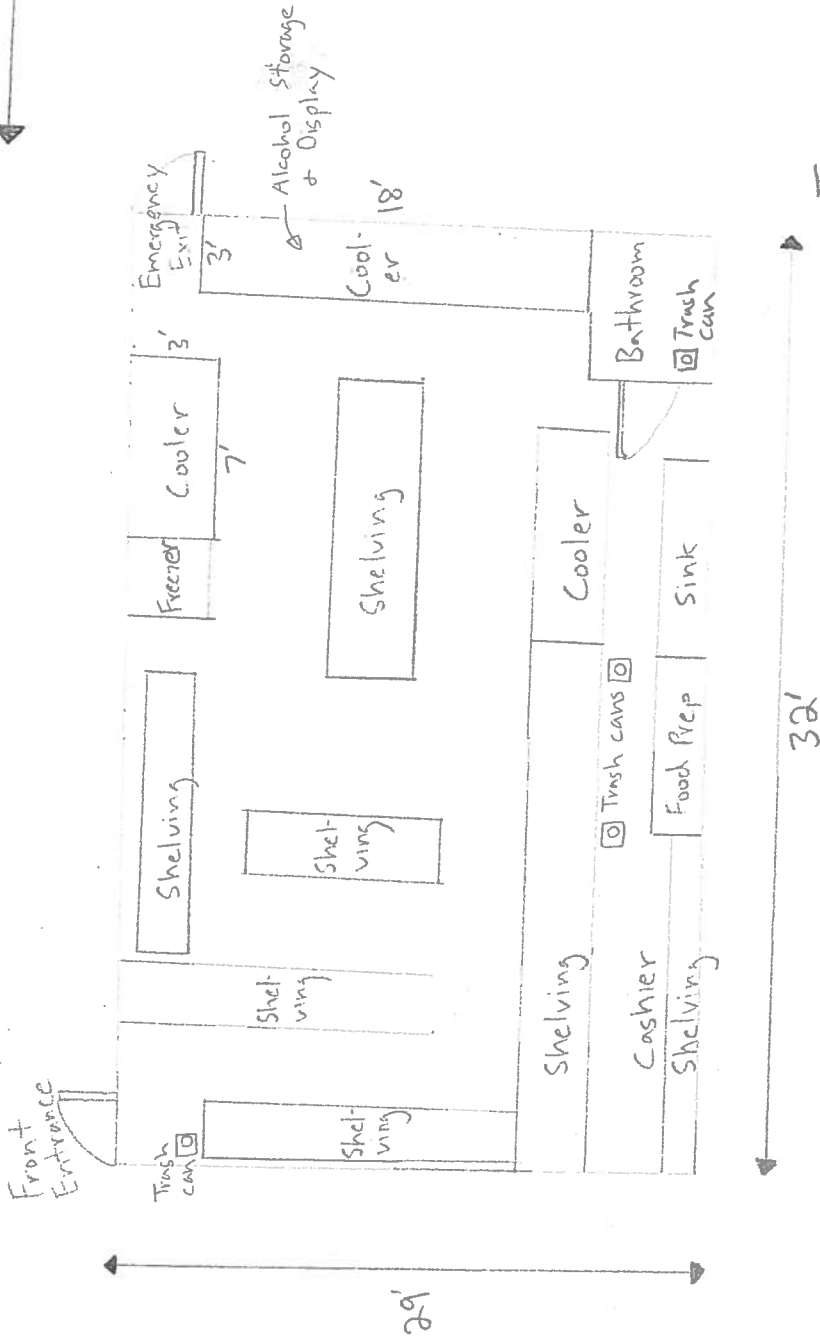 Front
Entrance
Trash
can
Shel-
ving
Shel-
ving
Shelving
Shel-
ving
Freezer
Cooler
7'
3'
Emergency
Exit
3'
Alcohol Storage
& Display
Cool-
er
18'
Shelving
Cooler
Bathroom
Trash
can
Shelving
Trash cans
Cashier
Shelving
Food Prep
Sink
29'
32'